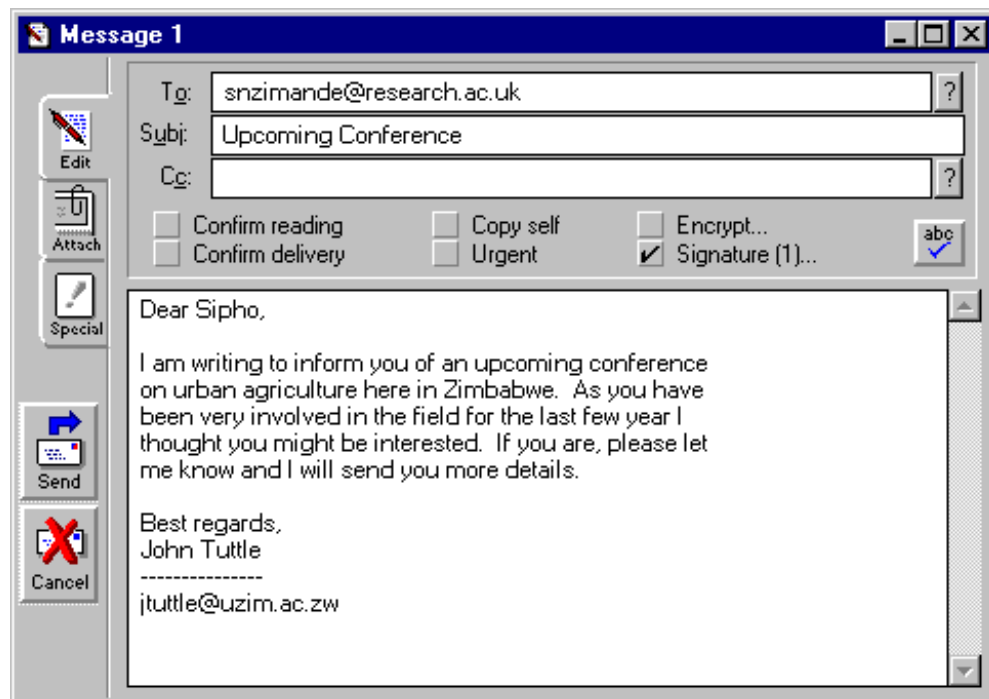 Message 1
To: snzimande@research.ac.uk ?
Subj: Upcoming Conference
Cc: ?
Edit
Attach
Special
Confirm reading Copy self Encrypt...
Confirm delivery Urgent Signature (1)...
abc
Dear Sipho,
I am writing to inform you of an upcoming conference
on urban agriculture here in Zimbabwe.  As you have
been very involved in the field for the last few year I
thought you might be interested.  If you are, please let
me know and I will send you more details.
Best regards,
John Tuttle
---------------
jtuttle@uzim.ac.zw
Send
Cancel